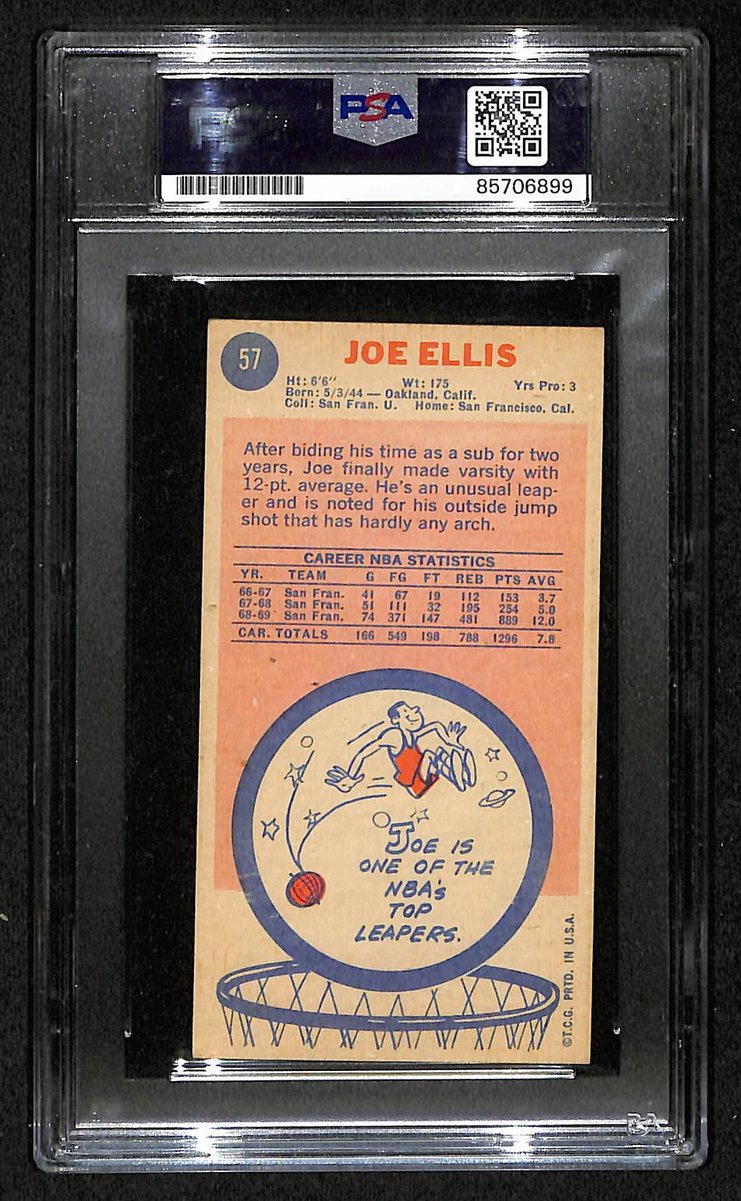 PSA
85706899
57
JOE ELLIS
Ht: 6'6" Wt: 175 Yrs Pro: 3
Born: 5/3/44 — Oakland, Calif.
Coll: San Fran. U. Home: San Francisco, Cal.
After biding his time as a sub for two
years, Joe finally made varsity with
12-pt. average. He's an unusual leap-
er and is noted for his outside jump
shot that has hardly any arch.
CAREER NBA STATISTICS
YR. TEAM G FG FT REB PTS AVG
66-67 San Fran. 41 67 19 112 153 3.7
67-68 San Fran. 51 111 32 195 254 5.0
68-69 San Fran. 74 371 147 481 889 12.0
CAR. TOTALS 166 549 198 788 1296 7.8
JOE IS
ONE OF THE
NBA's
TOP
LEAPERS.
©T.C.G. PRTD. IN U.S.A.